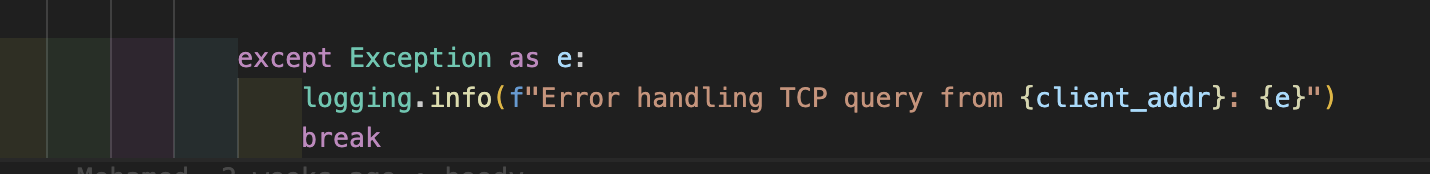 except Exception as e:
logging.info(f"Error handling TCP query from {client_addr}: {e}")
break